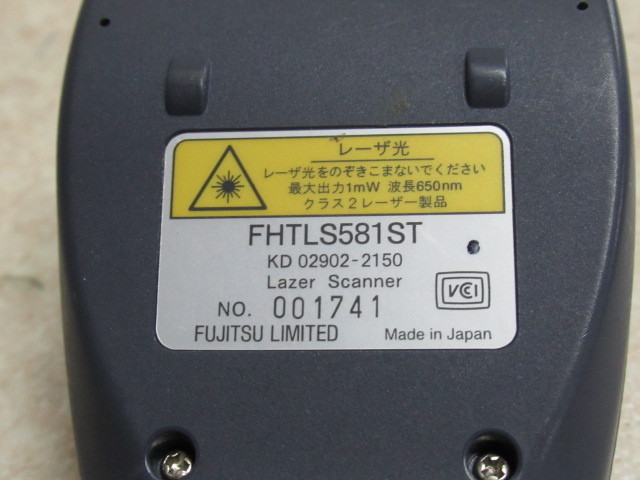 レーザ光
レーザ光をのぞきこまないでください
最大出力1mW 波長650nm
クラス2レーザー製品
FHTLS581ST
KD 02902-2150
Lazer Scanner
NO. 001741
VCI
FUJITSU LIMITED Made in Japan